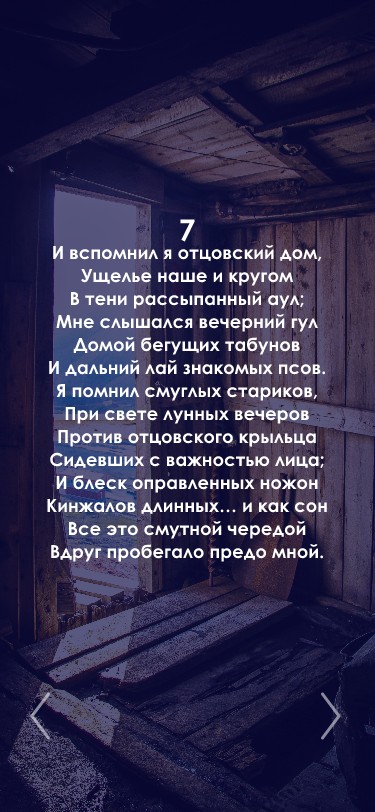 7
И вспомнил я отцовский дом,
Ущелье наше и кругом
В тени рассыпанный аул;
Мне слышался вечерний гул
Домой бегущих табунов
И дальний лай знакомых псов.
Я помнил смуглых стариков,
При свете лунных вечеров
Против отцовского крыльца
Сидевших с важностью лица;
И блеск оправленных ножон
Кинжалов длинных... и как сон
Все это смутной чередой
Вдруг пробегало предо мной.